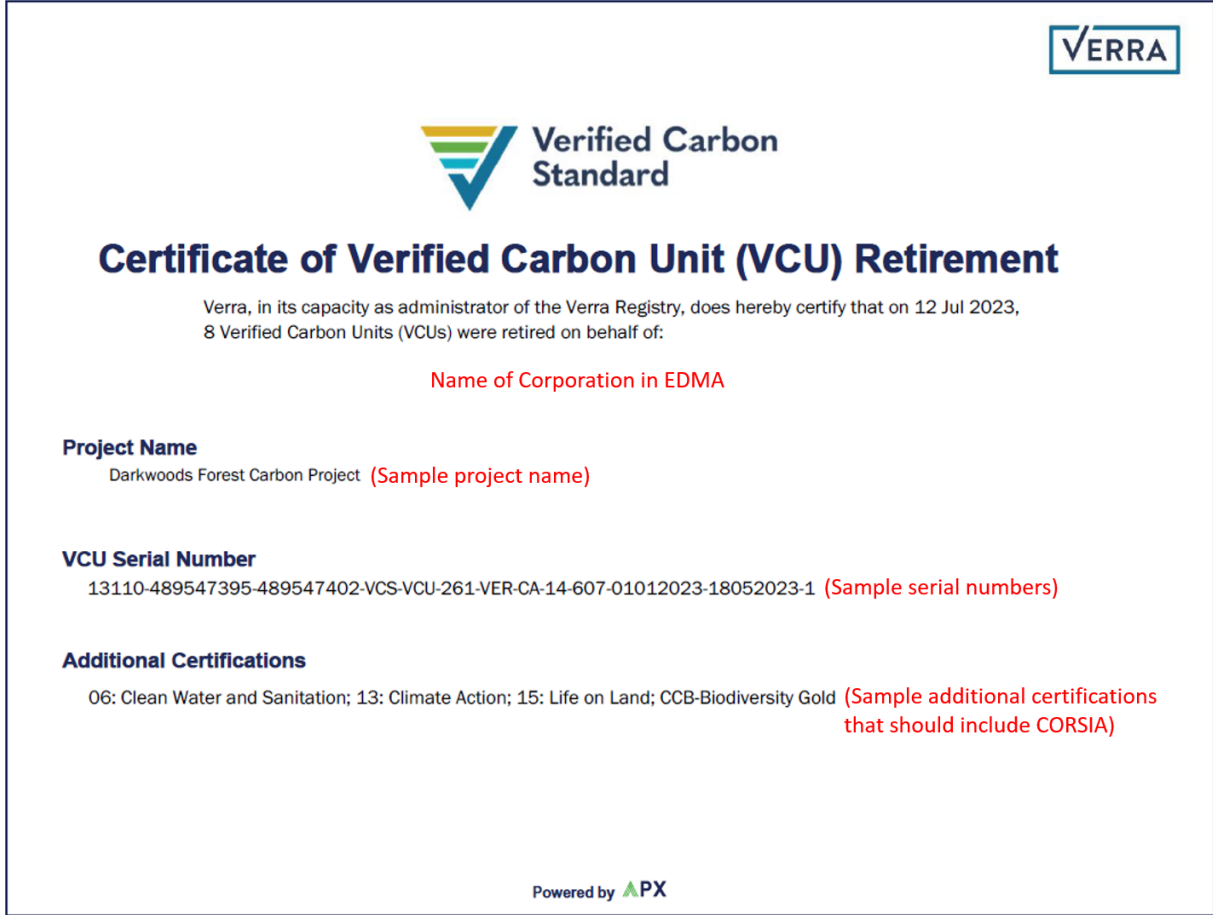 VERRA
Verified Carbon
Standard
Certificate of Verified Carbon Unit (VCU) Retirement
Verra, in its capacity as administrator of the Verra Registry, does hereby certify that on 12 Jul 2023,
8 Verified Carbon Units (VCUs) were retired on behalf of:
Name of Corporation in EDMA
Project Name
Darkwoods Forest Carbon Project (Sample project name)
VCU Serial Number
13110-489547395-489547402-VCS-VCU-261-VER-CA-14-607-01012023-18052023-1 (Sample serial numbers)
Additional Certifications
06: Clean Water and Sanitation; 13: Climate Action; 15: Life on Land; CCB-Biodiversity Gold (Sample additional certifications
that should include CORSIA)
Powered by APX